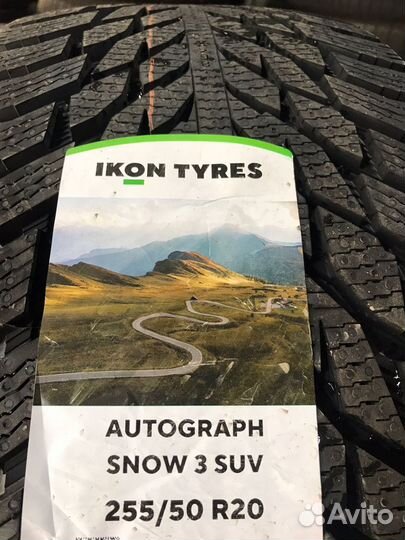 IKON TYRES
AUTOGRAPH
SNOW 3 SUV
255/50 R20
Avito